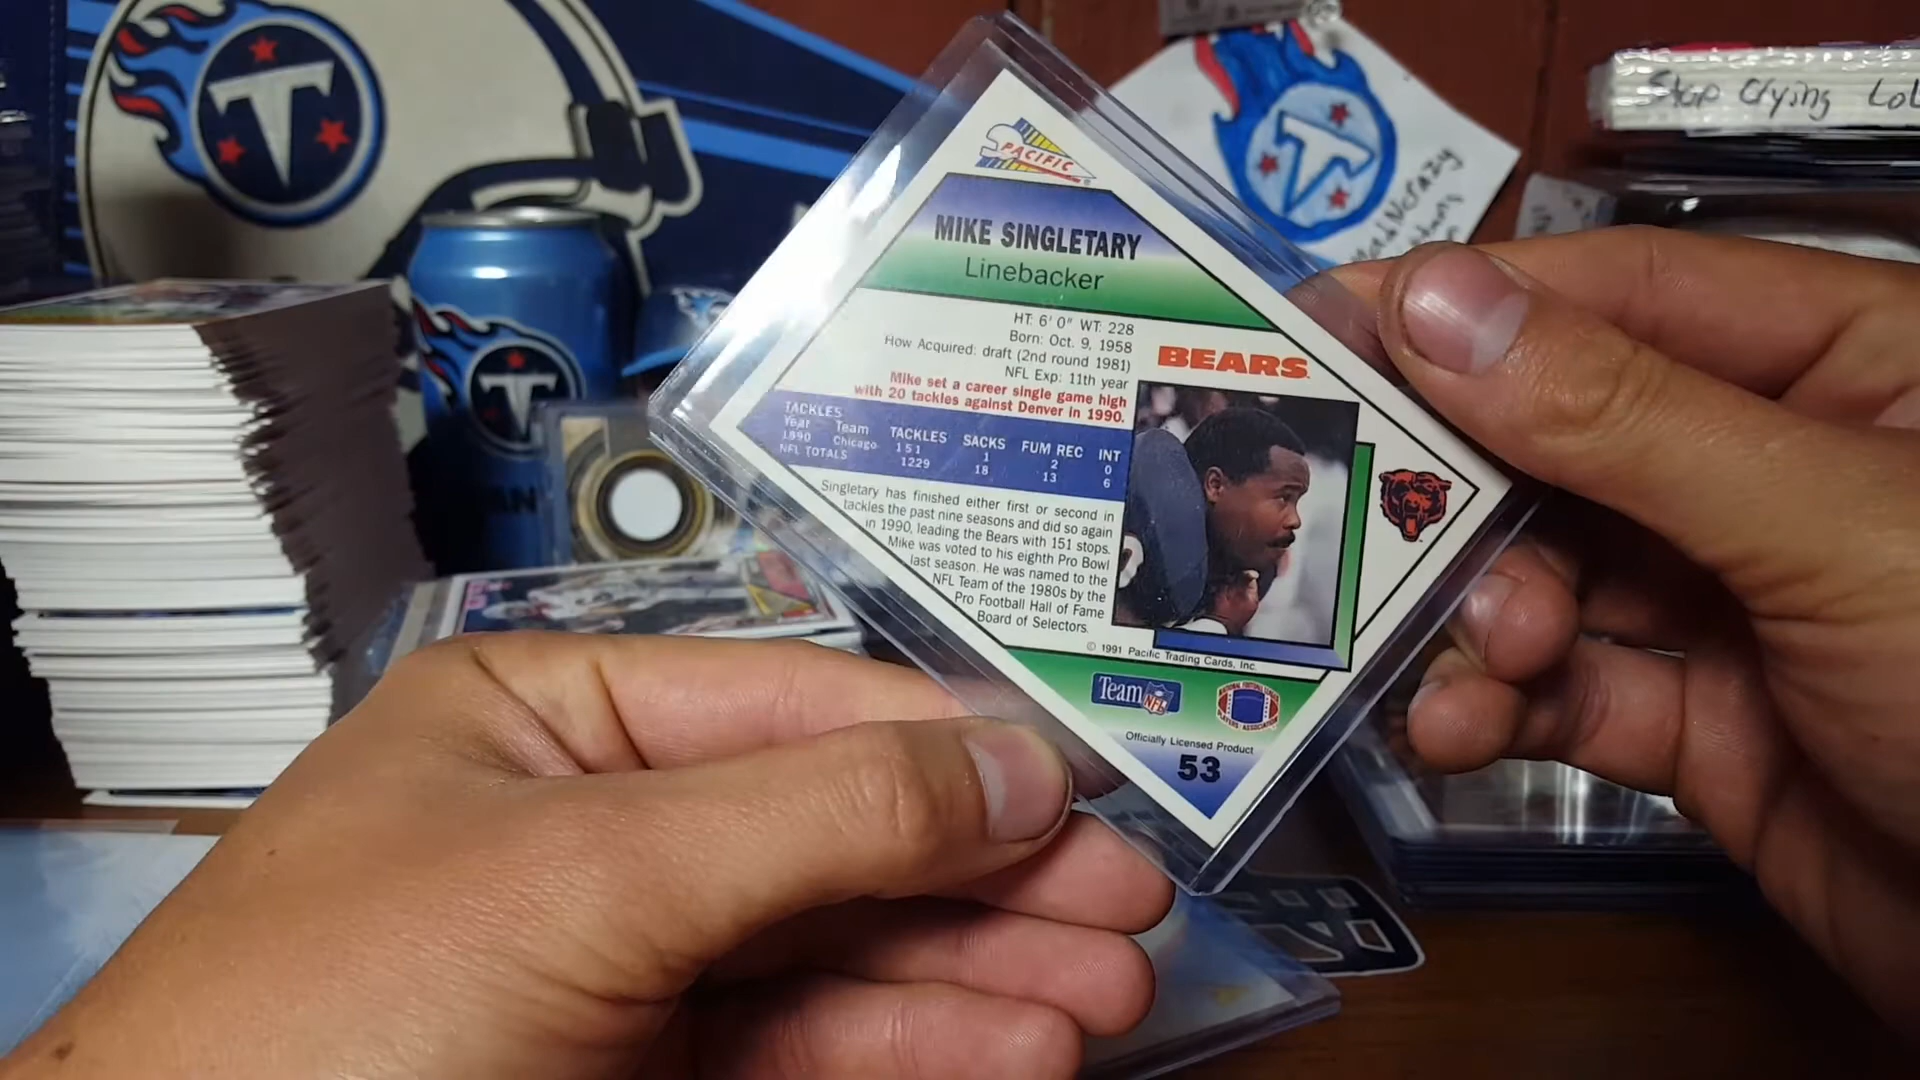 PACIFIC
MIKE SINGLETARY
Linebacker
HT: 6' 0" WT: 228
Born: Oct. 9, 1958
How Acquired: draft (2nd round 1981)
NFL Exp: 11th year
Mike set a career single game high
with 20 tackles against Denver in 1990.
BEARS
TACKLES
Year Team TACKLES SACKS FUM REC INT
1990 Chicago 151 1 2 0
NFL TOTALS 1229 18 13 6
Singletary has finished either first or second in
tackles the past nine seasons and did so again
in 1990, leading the Bears with 151 stops.
Mike was voted to his eighth Pro Bowl
last season. He was named to the
NFL Team of the 1980s by the
Pro Football Hall of Fame
Board of Selectors.
© 1991 Pacific Trading Cards, Inc.
Team NFL
NATIONAL FOOTBALL LEAGUE
PLAYERS ASSOCIATION
Officially Licensed Product
53
Stop Crying LoL
T
T
T